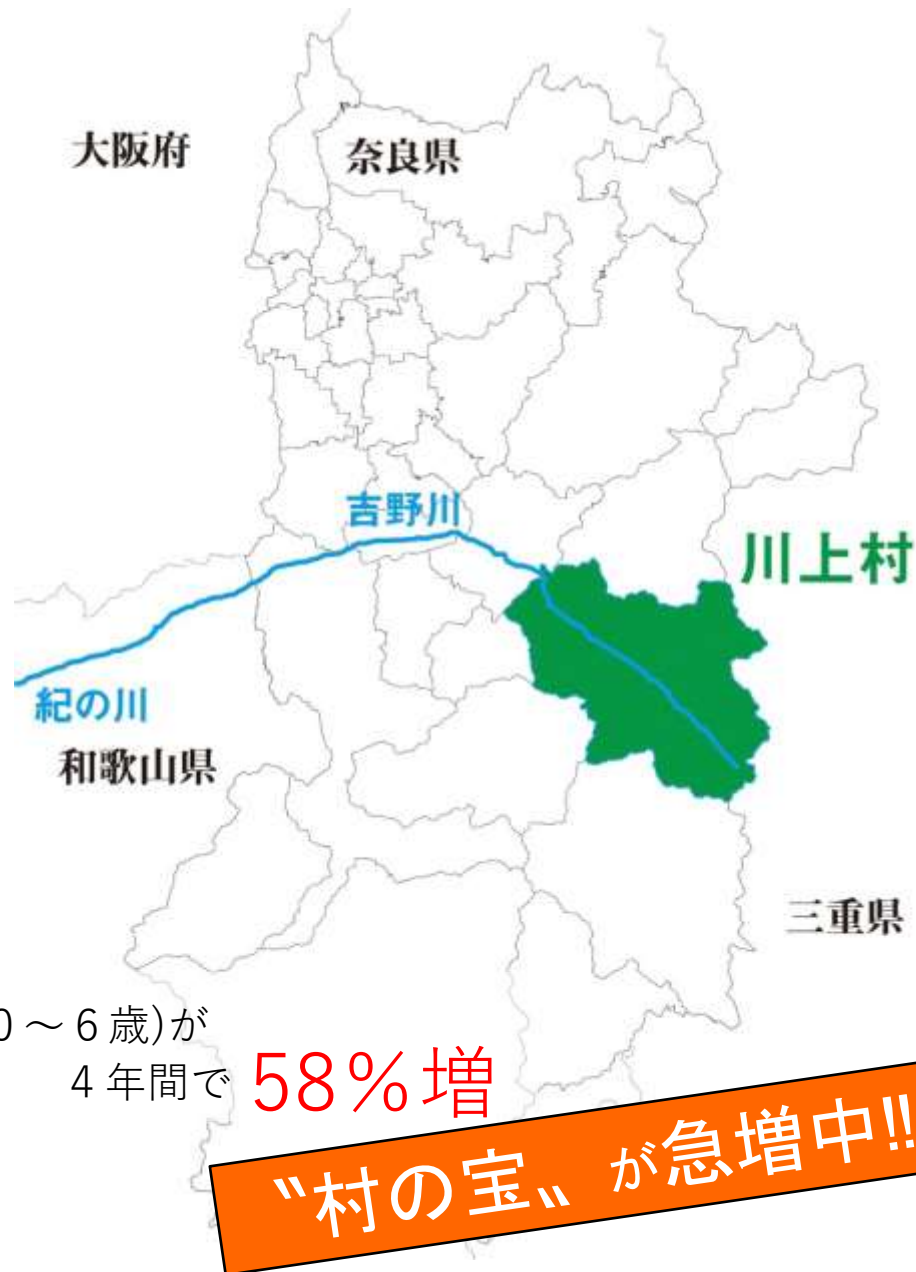 大阪府
奈良県
吉野川
川上村
紀の川
和歌山県
三重県
0～6歳)が
4年間で 58％増
〝村の宝〟が急増中!!